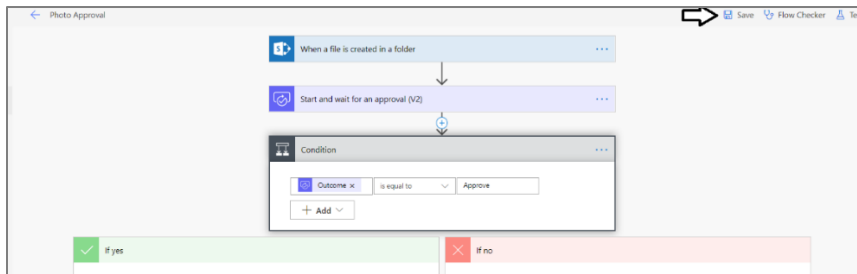 ← Photo Approval
Save Flow Checker Te
When a file is created in a folder
Start and wait for an approval (V2)
Condition
Outcome × is equal to Approve
+ Add
If yes
If no